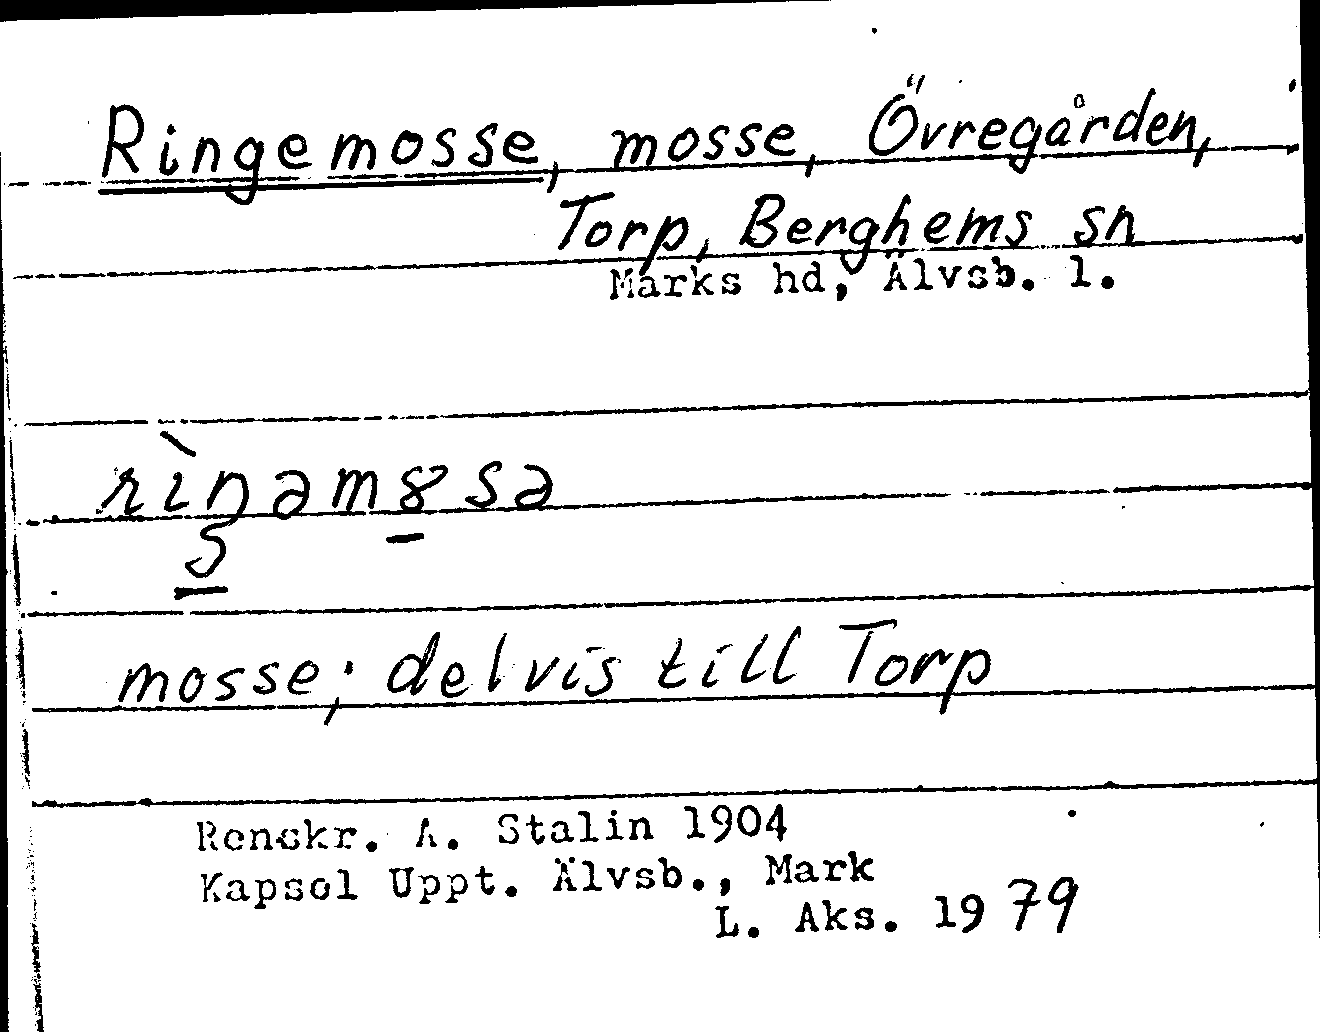 Ringemosse, mosse, Övregården,
Torp, Berghems sn
Marks hd, Älvsb. l.
mosse; delvis till Torp
Renskr. A. Stalin 1904
Kapsel Uppt. Älvsb., Mark
L. Aks. 1979